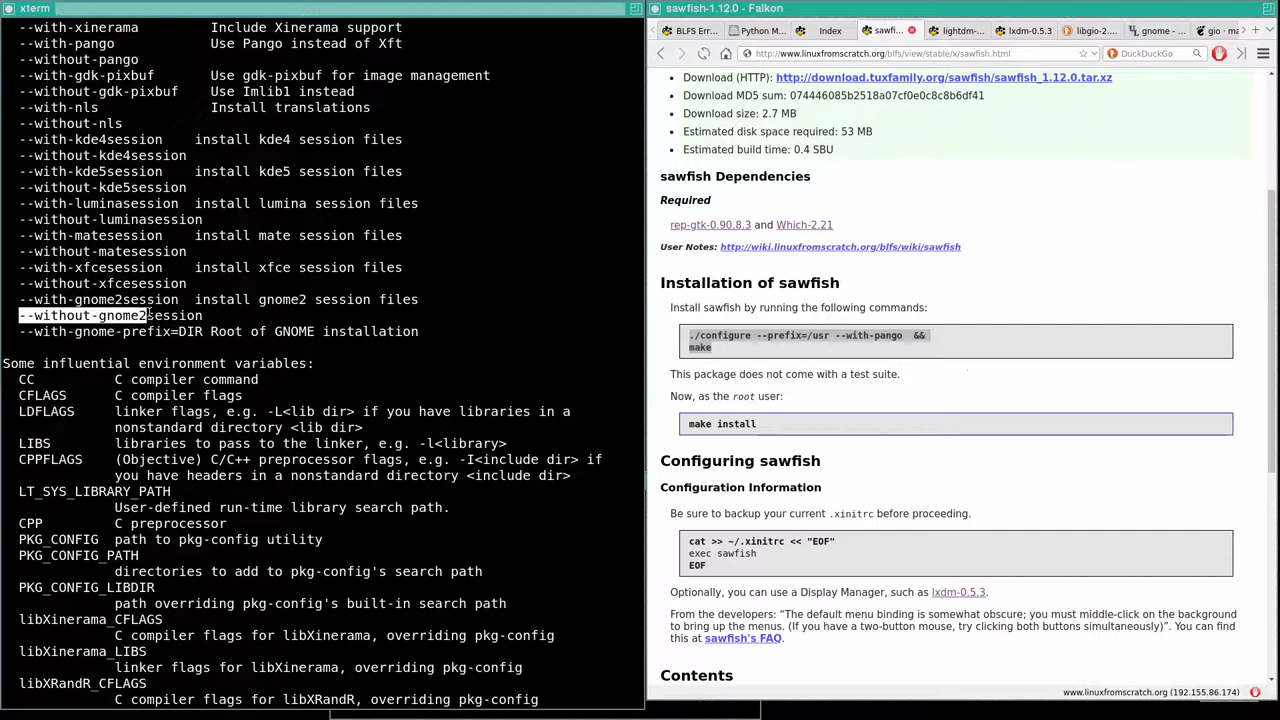 xterm
--with-xinerama Include Xinerama support
--with-pango Use Pango instead of Xft
--without-pango
--with-gdk-pixbuf Use gdk-pixbuf for image management
--without-gdk-pixbuf Use Imlib1 instead
--with-nls Install translations
--without-nls
--with-kde4session install kde4 session files
--without-kde4session
--with-kde5session install kde5 session files
--without-kde5session
--with-luminasession install lumina session files
--without-luminasession
--with-matesession install mate session files
--without-matesession
--with-xfcesession install xfce session files
--without-xfcesession
--with-gnome2session install gnome2 session files
--without-gnome2session
--with-gnome-prefix=DIR Root of GNOME installation
Some influential environment variables:
CC C compiler command
CFLAGS C compiler flags
LDFLAGS linker flags, e.g. -L<lib dir> if you have libraries in a
nonstandard directory <lib dir>
LIBS libraries to pass to the linker, e.g. -l<library>
CPPFLAGS (Objective) C/C++ preprocessor flags, e.g. -I<include dir> if
you have headers in a nonstandard directory <include dir>
LT_SYS_LIBRARY_PATH
User-defined run-time library search path.
CPP C preprocessor
PKG_CONFIG path to pkg-config utility
PKG_CONFIG_PATH
directories to add to pkg-config's search path
PKG_CONFIG_LIBDIR
path overriding pkg-config's built-in search path
libXinerama_CFLAGS
C compiler flags for libXinerama, overriding pkg-config
libXinerama_LIBS
linker flags for libXinerama, overriding pkg-config
libXRandR_CFLAGS
C compiler flags for libXRandR, overriding pkg-config
sawfish-1.12.0 - Falkon
BLFS Erro... Python M... Index sawfi... lightdm-... lxdm-0.5.3 libgio-2.... gnome - ... gio · ma
http://www.linuxfromscratch.org/blfs/view/stable/x/sawfish.html DuckDuckGo
Download (HTTP): http://download.tuxfamily.org/sawfish/sawfish_1.12.0.tar.xz
Download MD5 sum: 074446085b2518a07cf0e0c8c8b6df41
Download size: 2.7 MB
Estimated disk space required: 53 MB
Estimated build time: 0.4 SBU
sawfish Dependencies
Required
rep-gtk-0.90.8.3 and Which-2.21
User Notes: http://wiki.linuxfromscratch.org/blfs/wiki/sawfish
Installation of sawfish
Install sawfish by running the following commands:
./configure --prefix=/usr --with-pango &&
make
This package does not come with a test suite.
Now, as the root user:
make install
Configuring sawfish
Configuration Information
Be sure to backup your current .xinitrc before proceeding.
cat >> ~/.xinitrc << "EOF"
exec sawfish
EOF
Optionally, you can use a Display Manager, such as lxdm-0.5.3.
From the developers: “The default menu binding is somewhat obscure; you must middle-click on the background
to bring up the menus. (If you have a two-button mouse, try clicking both buttons simultaneously)”. You can find
this at sawfish's FAQ.
Contents
www.linuxfromscratch.org (192.155.86.174)